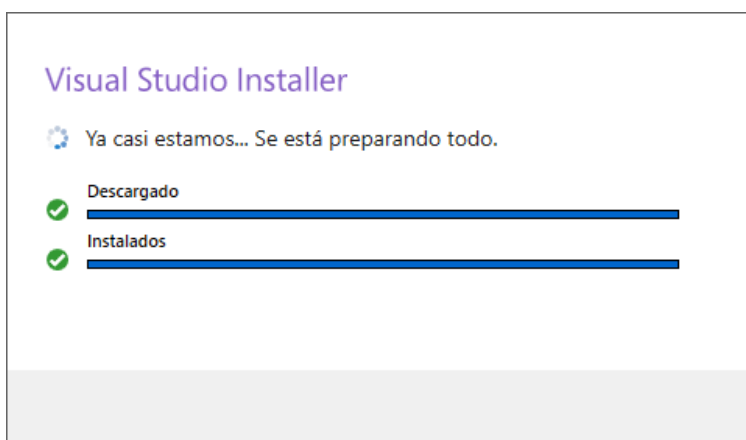 Visual Studio Installer
Ya casi estamos... Se está preparando todo.
Descargado
Instalados